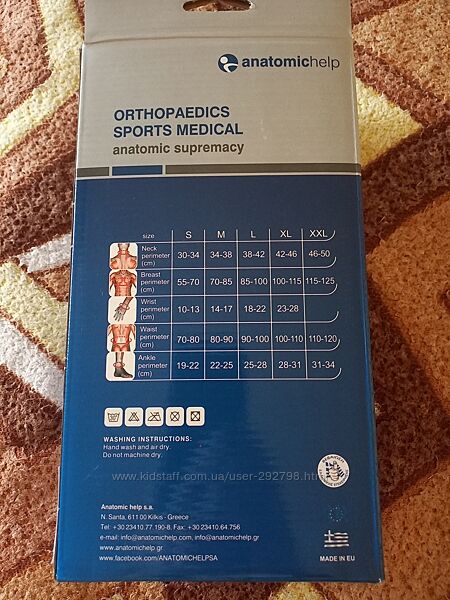 anatomichelp
ORTHOPAEDICS
SPORTS MEDICAL
anatomic supremacy
size S M L XL XXL
Neck perimeter (cm) 30-34 34-38 38-42 42-46 46-50
Breast perimeter (cm) 55-70 70-85 85-100 100-115 115-125
Wrist perimeter (cm) 10-13 14-17 18-22 23-28
Waist perimeter (cm) 70-80 80-90 90-100 100-110 110-120
Ankle perimeter (cm) 19-22 22-25 25-28 28-31 31-34
WASHING INSTRUCTIONS:
Hand wash and air dry.
Do not machine dry.
www.kidstaff.com.ua/user-292798.html
Anatomic help s.a.
N. Santa, 611 00 Kilkis - Greece
Tel: +30 23410.77.190-8. Fax: +30 23410.64.756
e-mail: info@anatomichelp.com, info@anatomichelp.gr
www.anatomichelp.gr
www.facebook.com/ANATOMICHELPSA
MADE IN EU